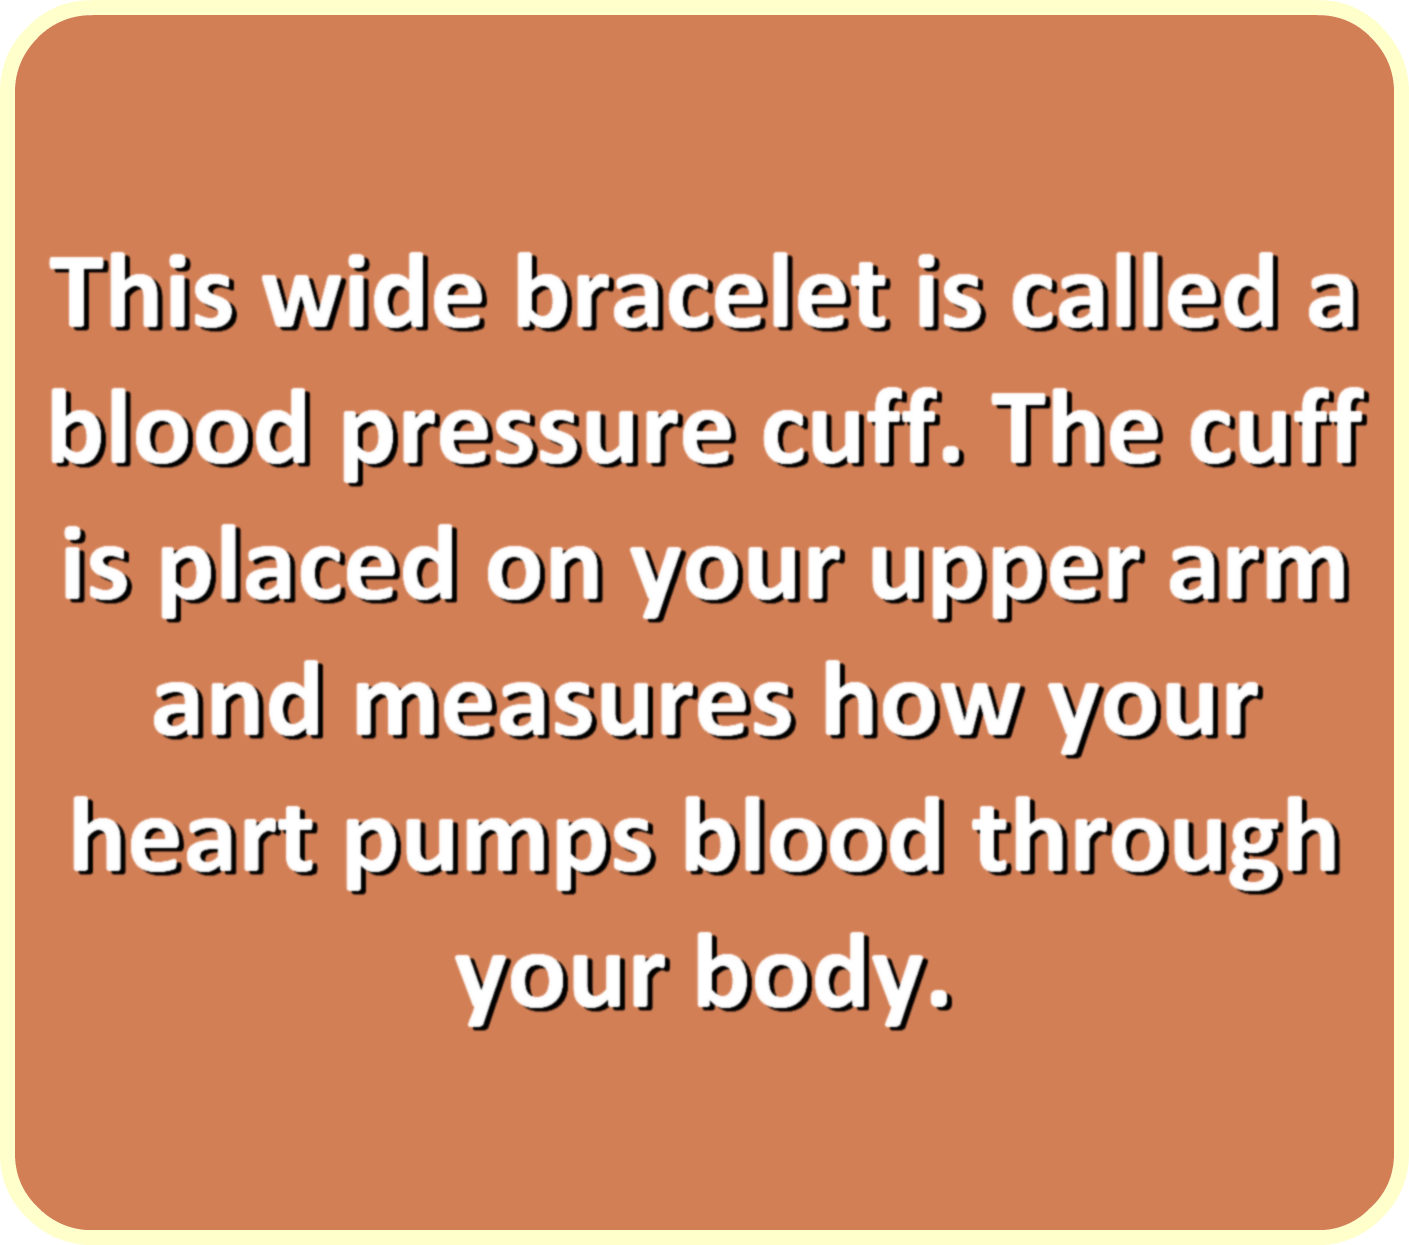 This wide bracelet is called a
blood pressure cuff. The cuff
is placed on your upper arm
and measures how your
heart pumps blood through
your body.